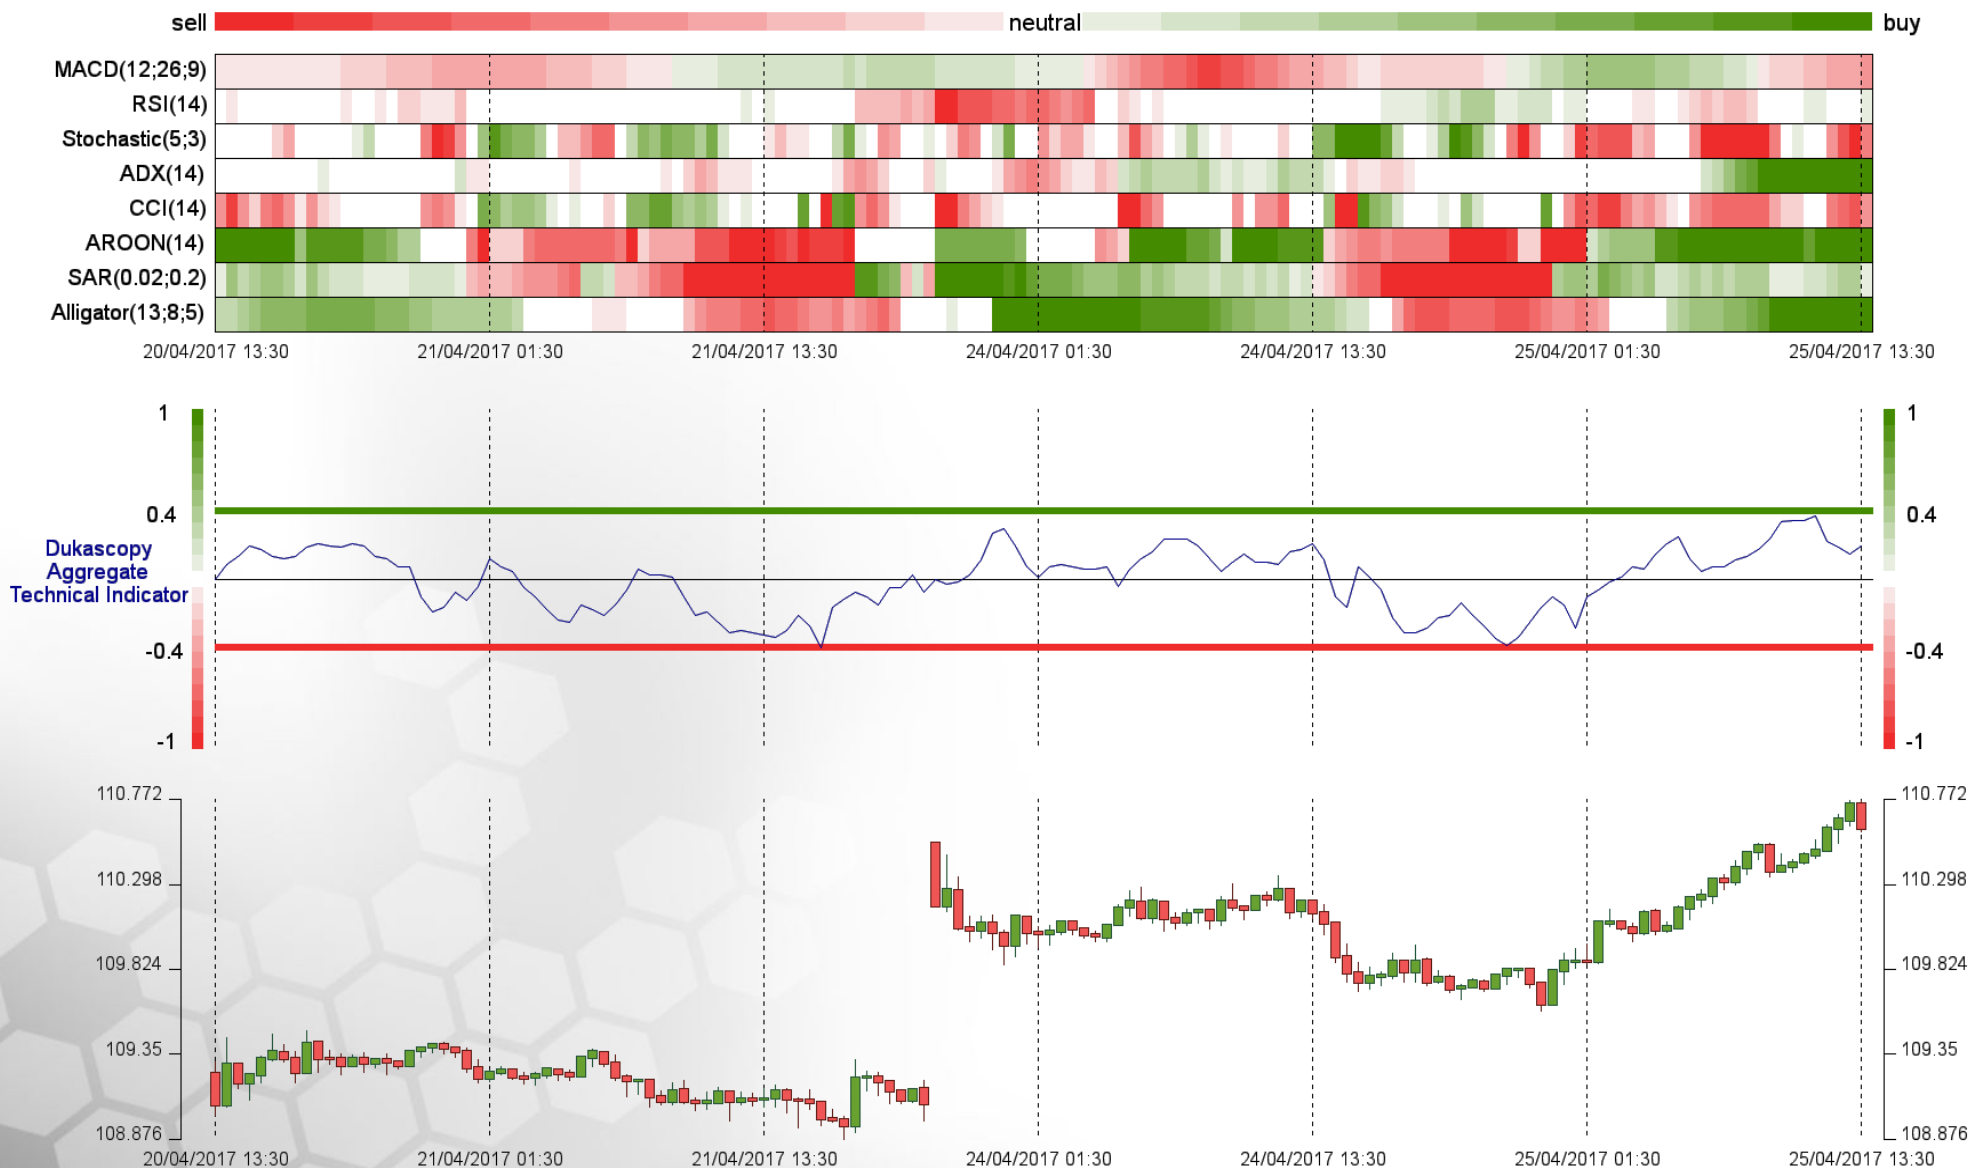 sell neutral buy
MACD(12;26;9)
RSI(14)
Stochastic(5;3)
ADX(14)
CCI(14)
AROON(14)
SAR(0.02;0.2)
Alligator(13;8;5)
20/04/2017 13:30 21/04/2017 01:30 21/04/2017 13:30 24/04/2017 01:30 24/04/2017 13:30 25/04/2017 01:30 25/04/2017 13:30
1 1
0.4 0.4
Dukascopy
Aggregate
Technical Indicator
-0.4 -0.4
-1 -1
110.772 110.772
110.298 110.298
109.824 109.824
109.35 109.35
108.876 108.876
20/04/2017 13:30 21/04/2017 01:30 21/04/2017 13:30 24/04/2017 01:30 24/04/2017 13:30 25/04/2017 01:30 25/04/2017 13:30